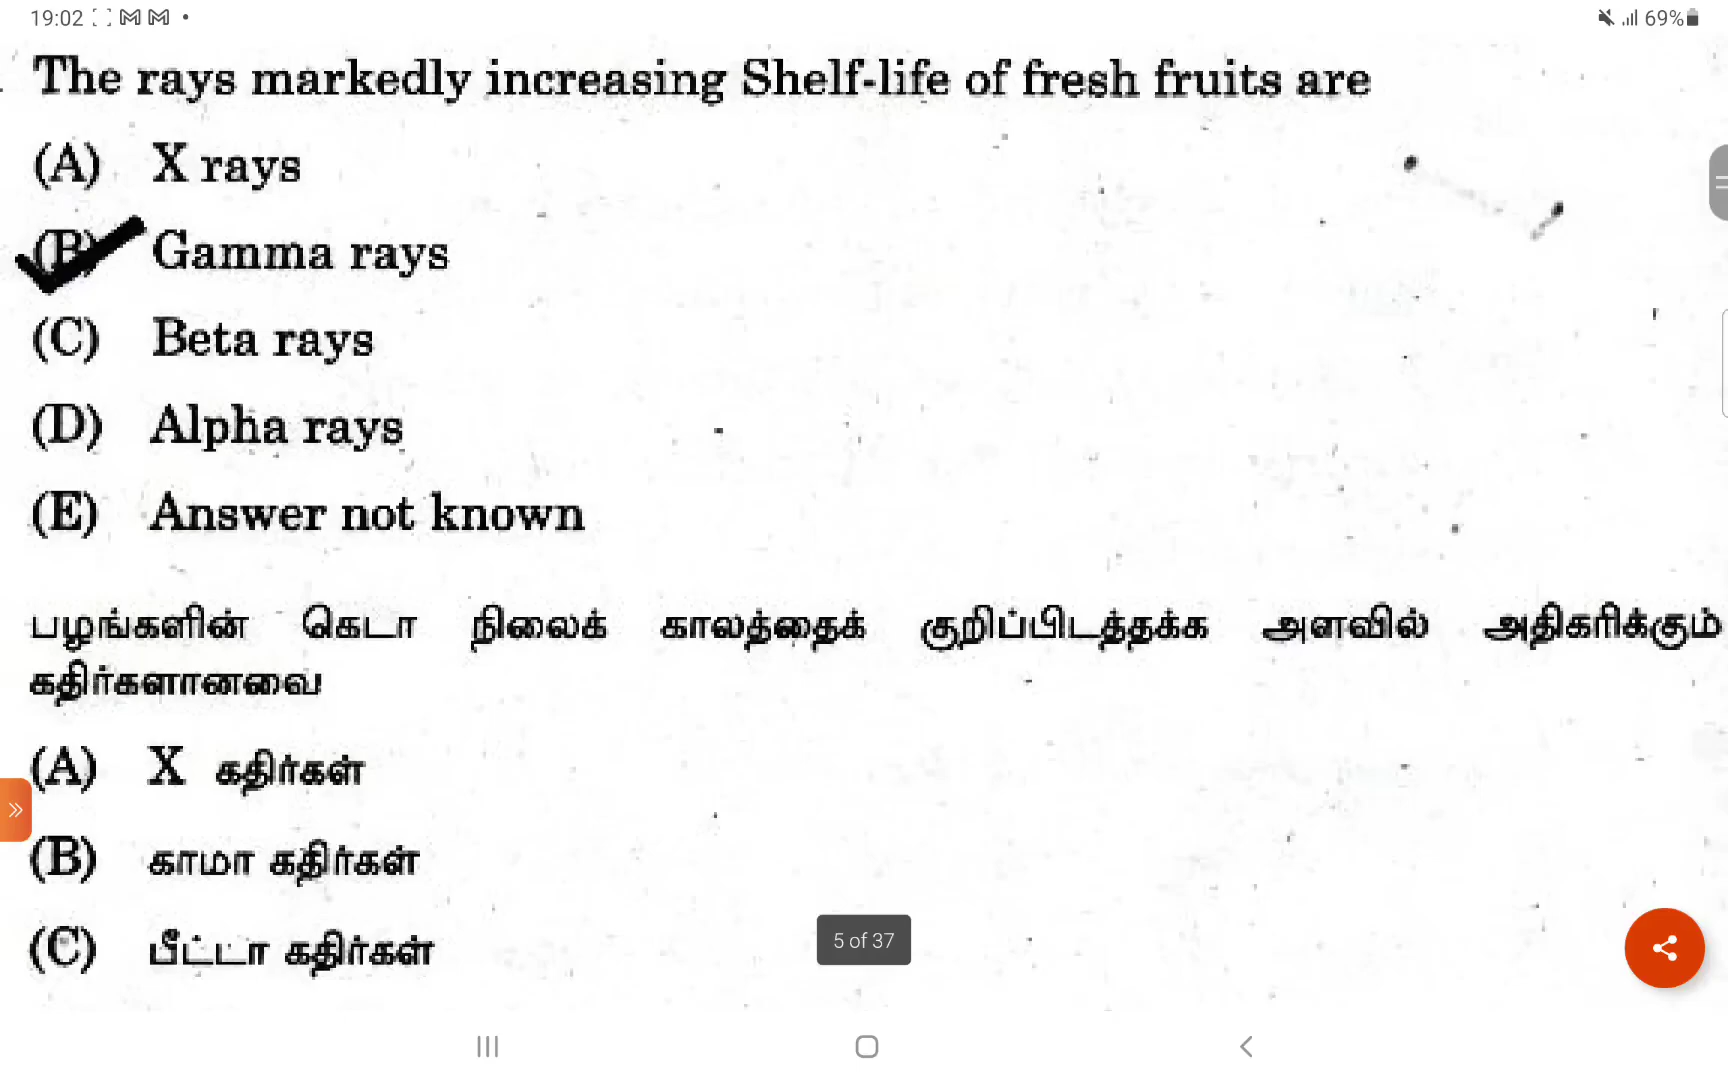 19:02
69%
The rays markedly increasing Shelf-life of fresh fruits are
(A) X rays
(B) Gamma rays
(C) Beta rays
(D) Alpha rays
(E) Answer not known
பழங்களின் கெடா நிலைக் காலத்தைக் குறிப்பிடத்தக்க அளவில் அதிகரிக்கும்
கதிர்களானவை
(A) X கதிர்கள்
(B) காமா கதிர்கள்
(C) பீட்டா கதிர்கள்
5 of 37